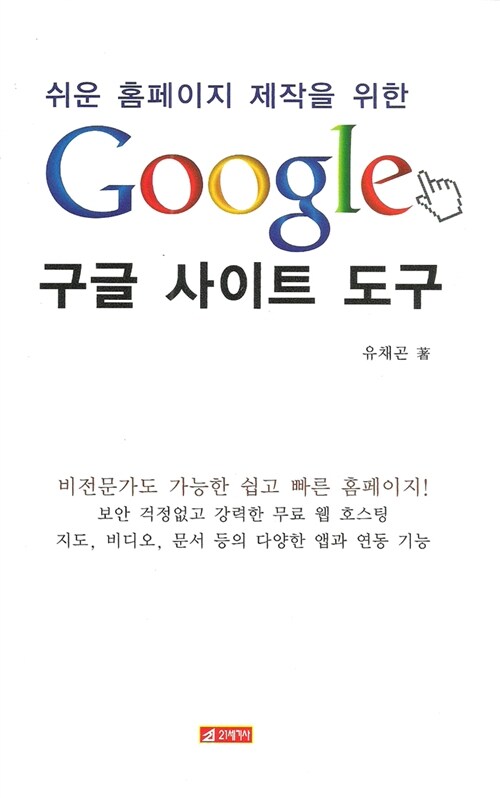 쉬운 홈페이지 제작을 위한
Google
구글 사이트 도구
유채곤 著
비전문가도 가능한 쉽고 빠른 홈페이지!
보안 걱정없고 강력한 무료 웹 호스팅
지도, 비디오, 문서 등의 다양한 앱과 연동 기능
21세기사